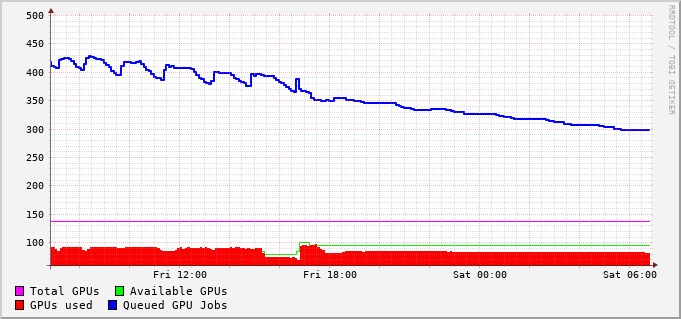 500
450
400
350
300
250
200
150
100
Fri 12:00 Fri 18:00 Sat 00:00 Sat 06:00
Total GPUs Available GPUs
GPUs used Queued GPU Jobs
RRDTOOL / TOBI OETIKER